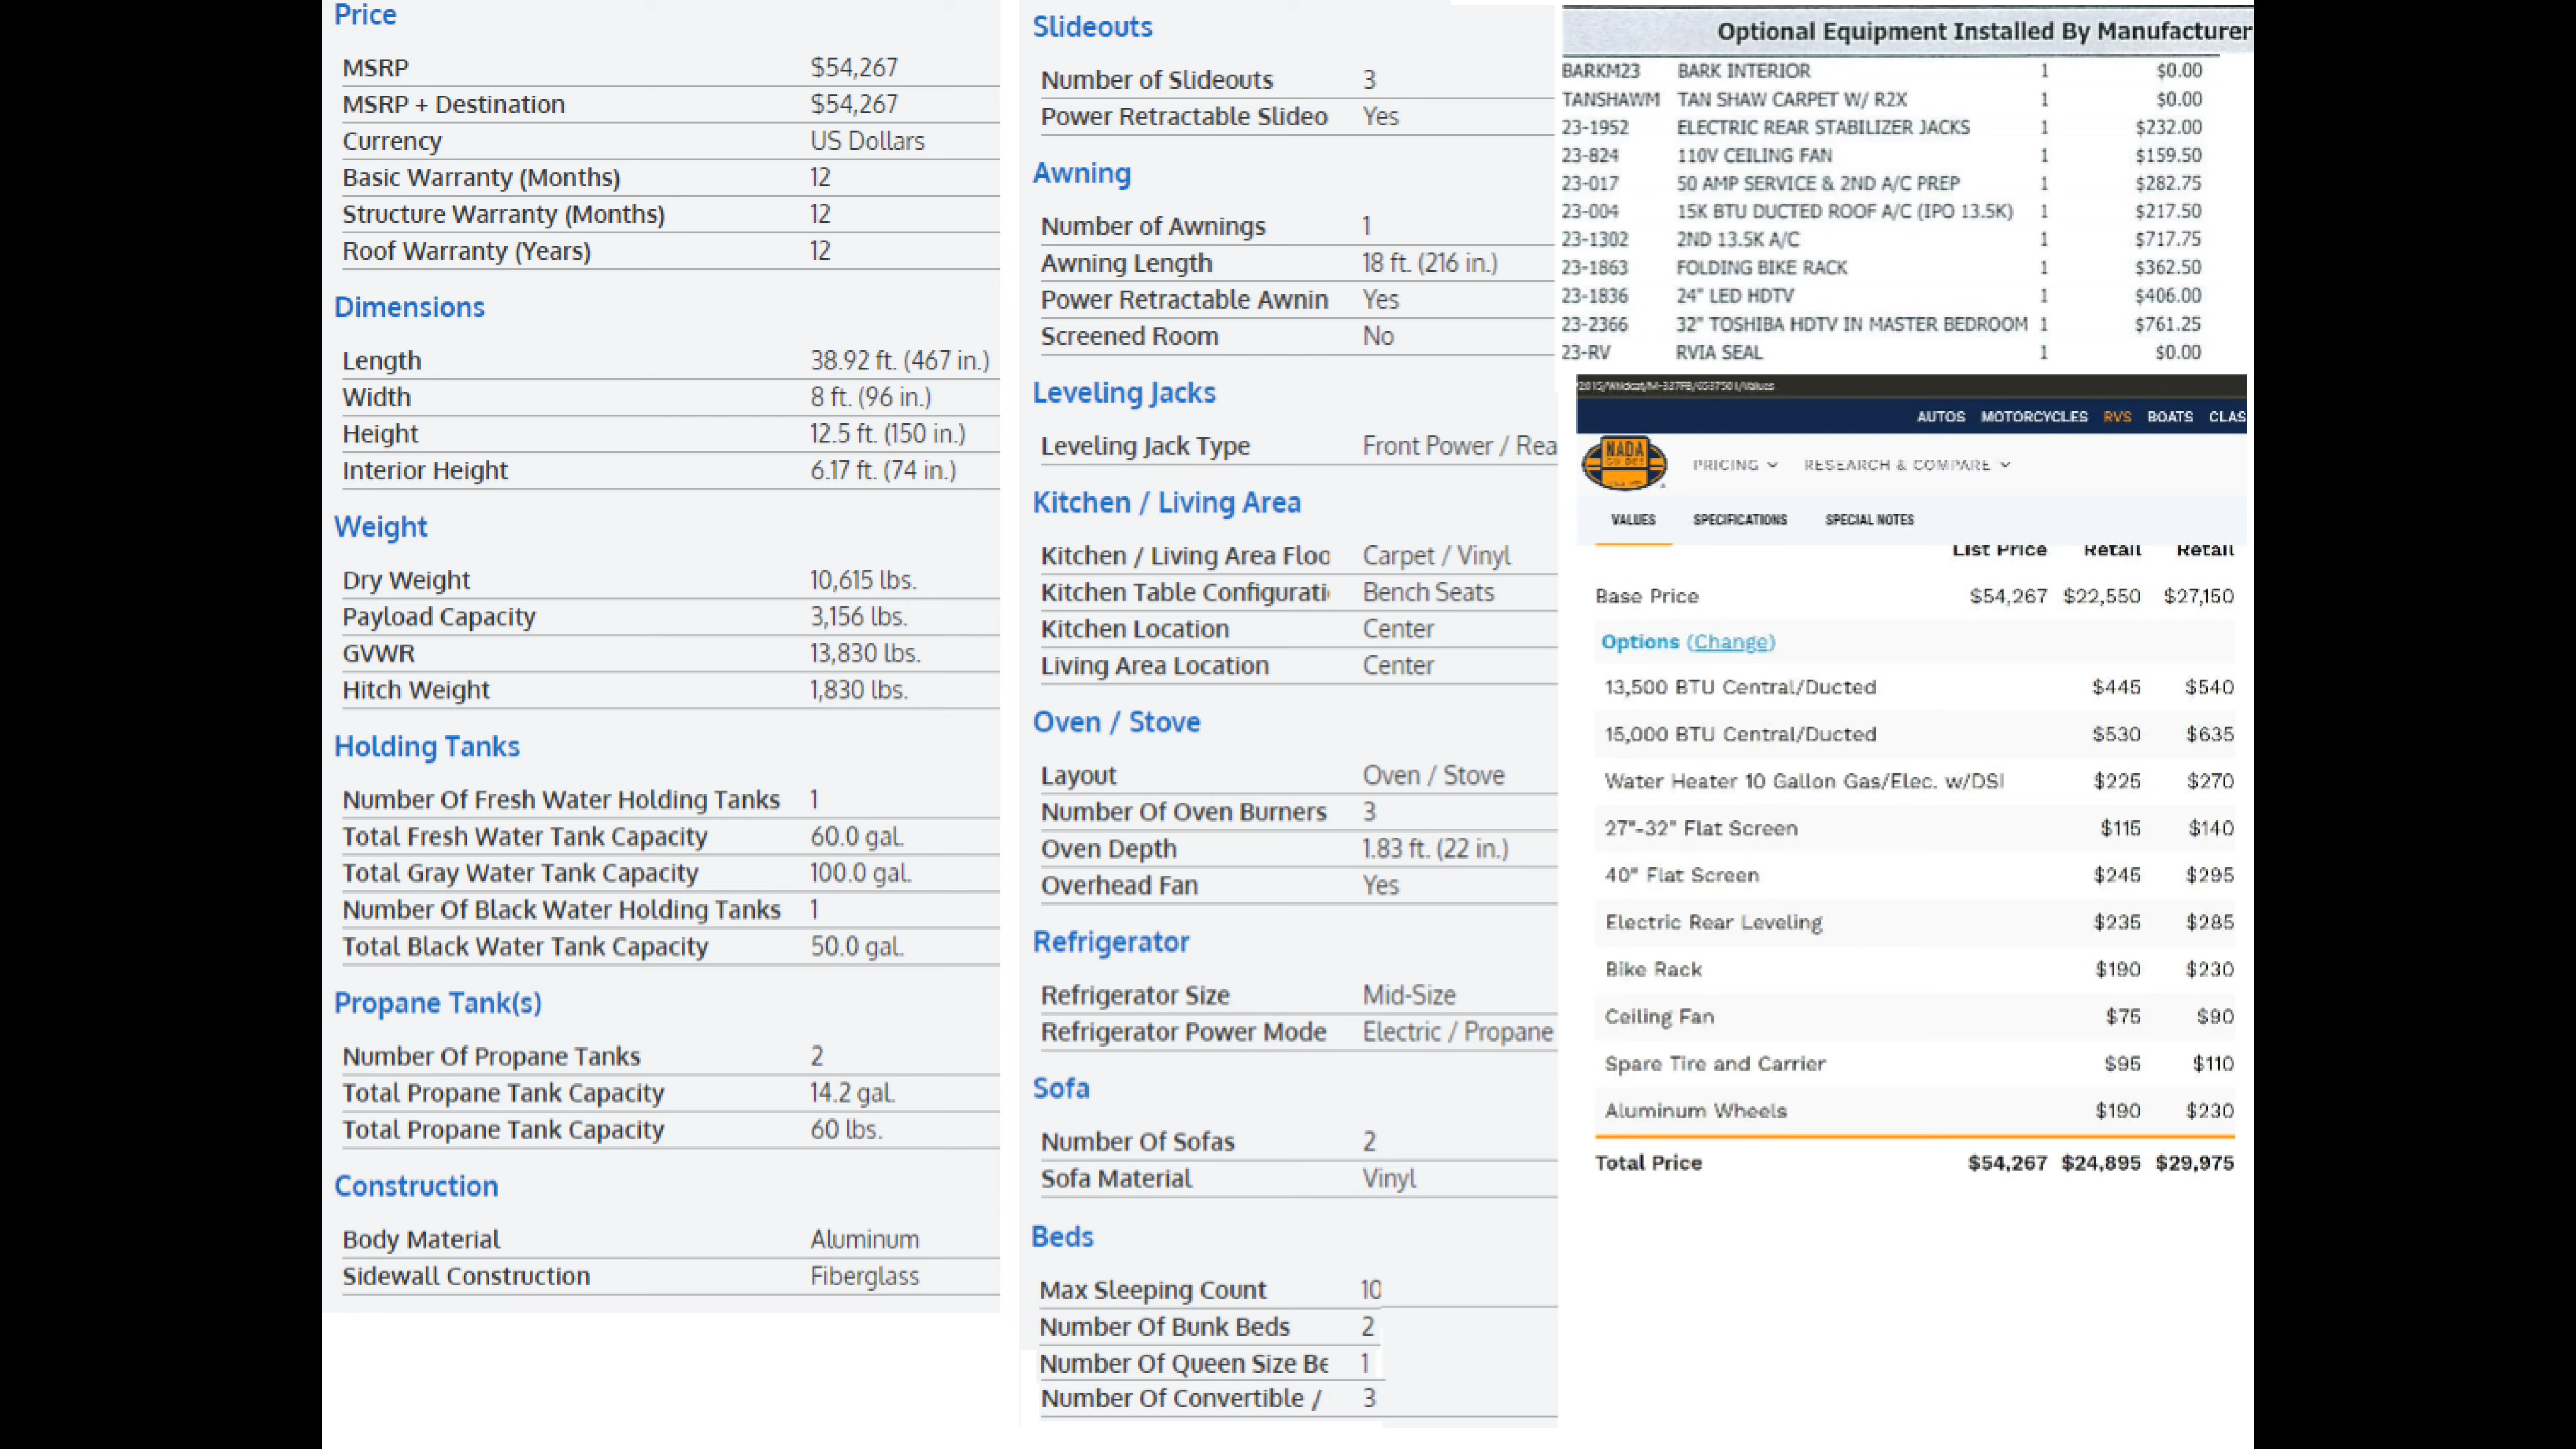 Price
MSRP $54,267
MSRP + Destination $54,267
Currency US Dollars
Basic Warranty (Months) 12
Structure Warranty (Months) 12
Roof Warranty (Years) 12
Dimensions
Length 38.92 ft. (467 in.)
Width 8 ft. (96 in.)
Height 12.5 ft. (150 in.)
Interior Height 6.17 ft. (74 in.)
Weight
Dry Weight 10,615 lbs.
Payload Capacity 3,156 lbs.
GVWR 13,830 lbs.
Hitch Weight 1,830 lbs.
Holding Tanks
Number Of Fresh Water Holding Tanks 1
Total Fresh Water Tank Capacity 60.0 gal.
Total Gray Water Tank Capacity 100.0 gal.
Number Of Black Water Holding Tanks 1
Total Black Water Tank Capacity 50.0 gal.
Propane Tank(s)
Number Of Propane Tanks 2
Total Propane Tank Capacity 14.2 gal.
Total Propane Tank Capacity 60 lbs.
Construction
Body Material Aluminum
Sidewall Construction Fiberglass
Slideouts
Number of Slideouts 3
Power Retractable Slideo Yes
Awning
Number of Awnings 1
Awning Length 18 ft. (216 in.)
Power Retractable Awnin Yes
Screened Room No
Leveling Jacks
Leveling Jack Type Front Power / Rea
Kitchen / Living Area
Kitchen / Living Area Floo Carpet / Vinyl
Kitchen Table Configurati Bench Seats
Kitchen Location Center
Living Area Location Center
Oven / Stove
Layout Oven / Stove
Number Of Oven Burners 3
Oven Depth 1.83 ft. (22 in.)
Overhead Fan Yes
Refrigerator
Refrigerator Size Mid-Size
Refrigerator Power Mode Electric / Propane
Sofa
Number Of Sofas 2
Sofa Material Vinyl
Beds
Max Sleeping Count 10
Number Of Bunk Beds 2
Number Of Queen Size Be 1
Number Of Convertible / 3
Optional Equipment Installed By Manufacturer
BARKM23 BARK INTERIOR 1 $0.00
TANSHAWM TAN SHAW CARPET W/ R2X 1 $0.00
23-1952 ELECTRIC REAR STABILIZER JACKS 1 $232.00
23-824 110V CEILING FAN 1 $159.50
23-017 50 AMP SERVICE & 2ND A/C PREP 1 $282.75
23-004 15K BTU DUCTED ROOF A/C (IPO 13.5K) 1 $217.50
23-1302 2ND 13.5K A/C 1 $717.75
23-1863 FOLDING BIKE RACK 1 $362.50
23-1836 24" LED HDTV 1 $406.00
23-2366 32" TOSHIBA HDTV IN MASTER BEDROOM 1 $761.25
23-RV RVIA SEAL 1 $0.00
/2015/Wildcat/M-337FB/6537501/Values
AUTOS MOTORCYCLES RVS BOATS CLAS
NADA
PRICING RESEARCH & COMPARE
VALUES SPECIFICATIONS SPECIAL NOTES
List Price Retail Retail
Base Price $54,267 $22,550 $27,150
Options (Change)
13,500 BTU Central/Ducted $445 $540
15,000 BTU Central/Ducted $530 $635
Water Heater 10 Gallon Gas/Elec. w/DSI $225 $270
27"-32" Flat Screen $115 $140
40" Flat Screen $245 $295
Electric Rear Leveling $235 $285
Bike Rack $190 $230
Ceiling Fan $75 $90
Spare Tire and Carrier $95 $110
Aluminum Wheels $190 $230
Total Price $54,267 $24,895 $29,975